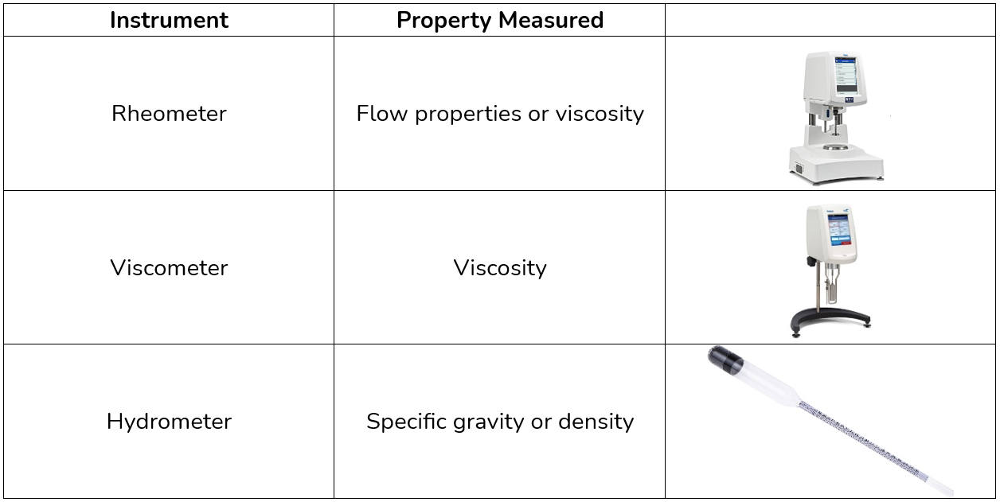 Instrument
Property Measured
Rheometer
Flow properties or viscosity
Viscometer
Viscosity
Hydrometer
Specific gravity or density